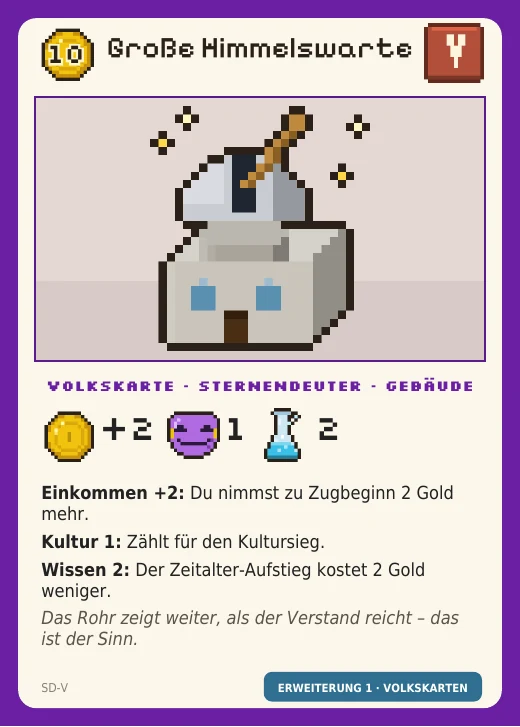 10 Große Himmelswarte V
VOLKSKARTE · STERNENDEUTER · GEBÄUDE
+2 1 2
Einkommen +2: Du nimmst zu Zugbeginn 2 Gold
mehr.
Kultur 1: Zählt für den Kultursieg.
Wissen 2: Der Zeitalter-Aufstieg kostet 2 Gold
weniger.
Das Rohr zeigt weiter, als der Verstand reicht – das
ist der Sinn.
SD-V ERWEITERUNG 1 · VOLKSKARTEN